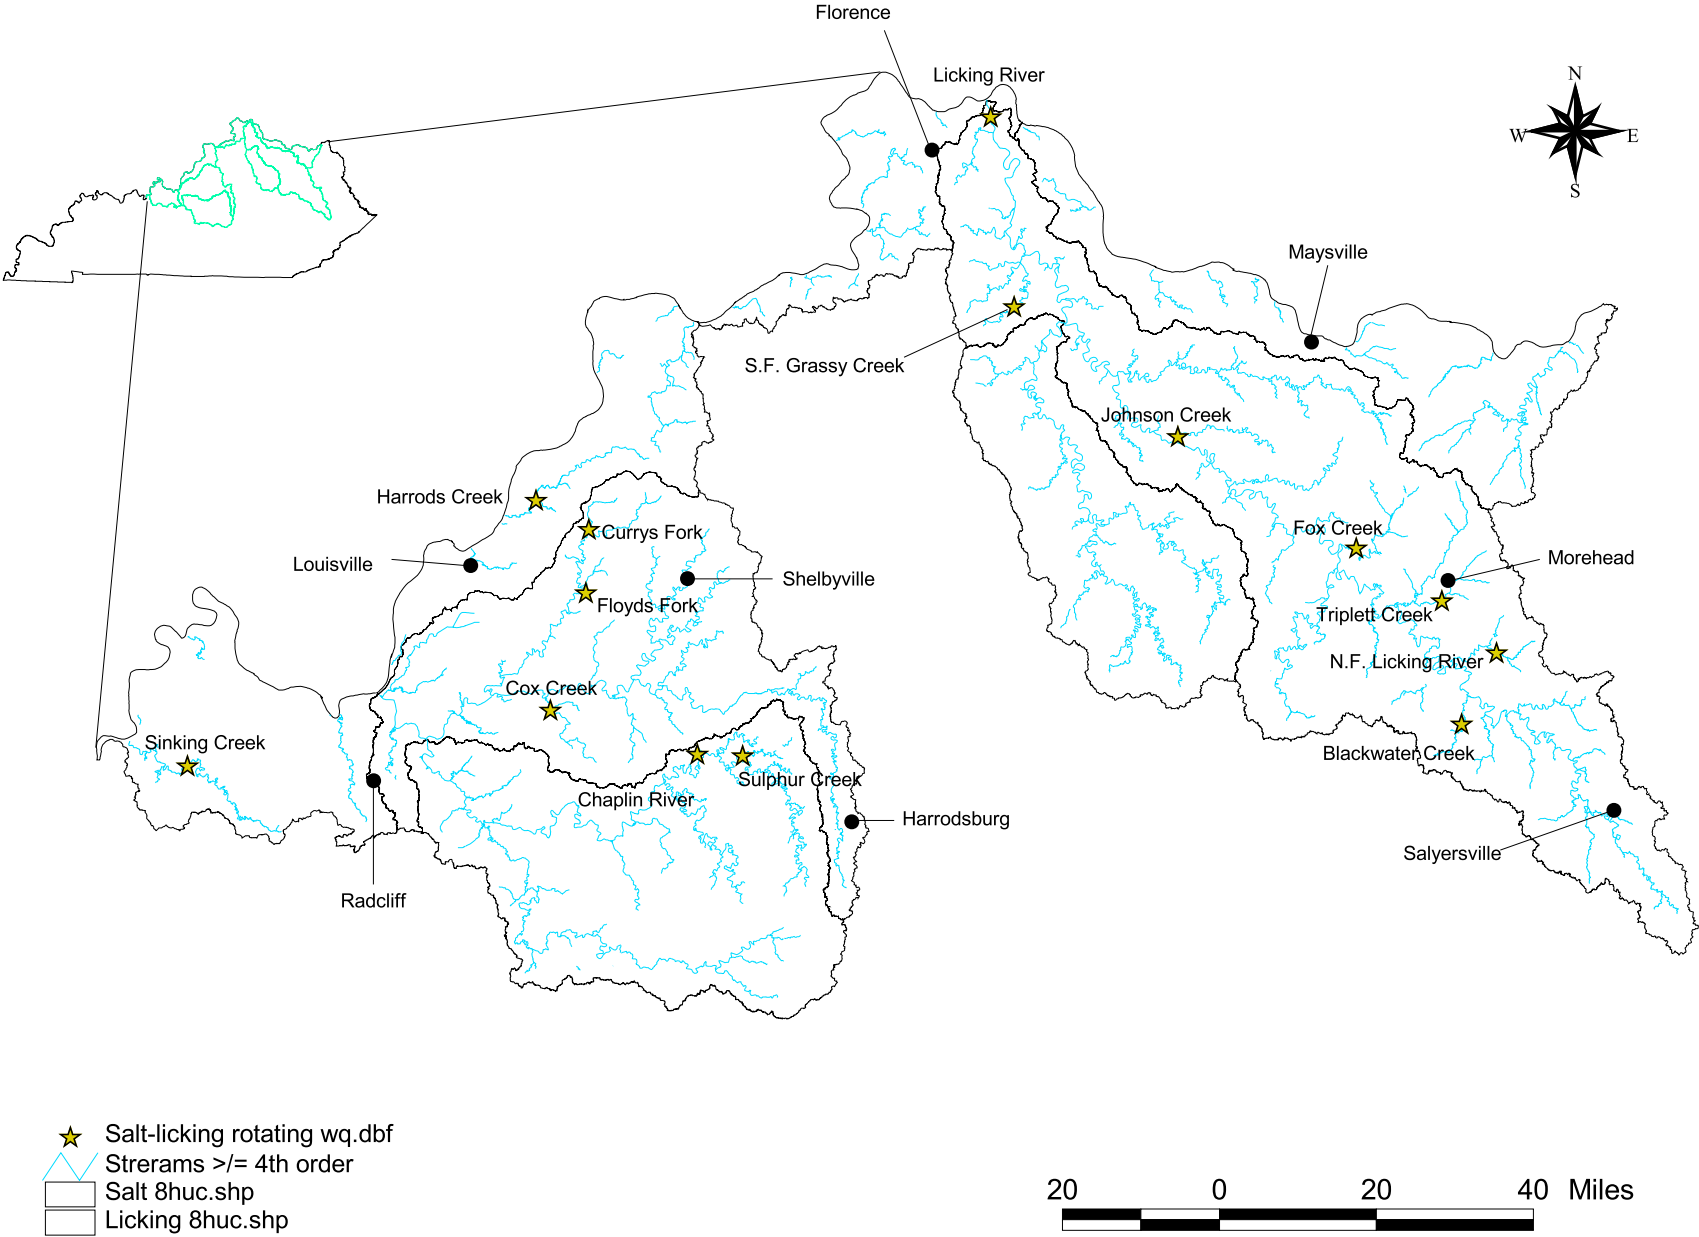 Florence
Licking River
N
W
E
S
Maysville
S.F. Grassy Creek
Johnson Creek
Harrods Creek
Currys Fork
Fox Creek
Louisville
Shelbyville
Morehead
Floyds Fork
Triplett Creek
N.F. Licking River
Cox Creek
Sinking Creek
Blackwater Creek
Sulphur Creek
Chaplin River
Harrodsburg
Salyersville
Radcliff
Salt-licking rotating wq.dbf
Strerams >/= 4th order
Salt 8huc.shp
Licking 8huc.shp
20 0 20 40 Miles